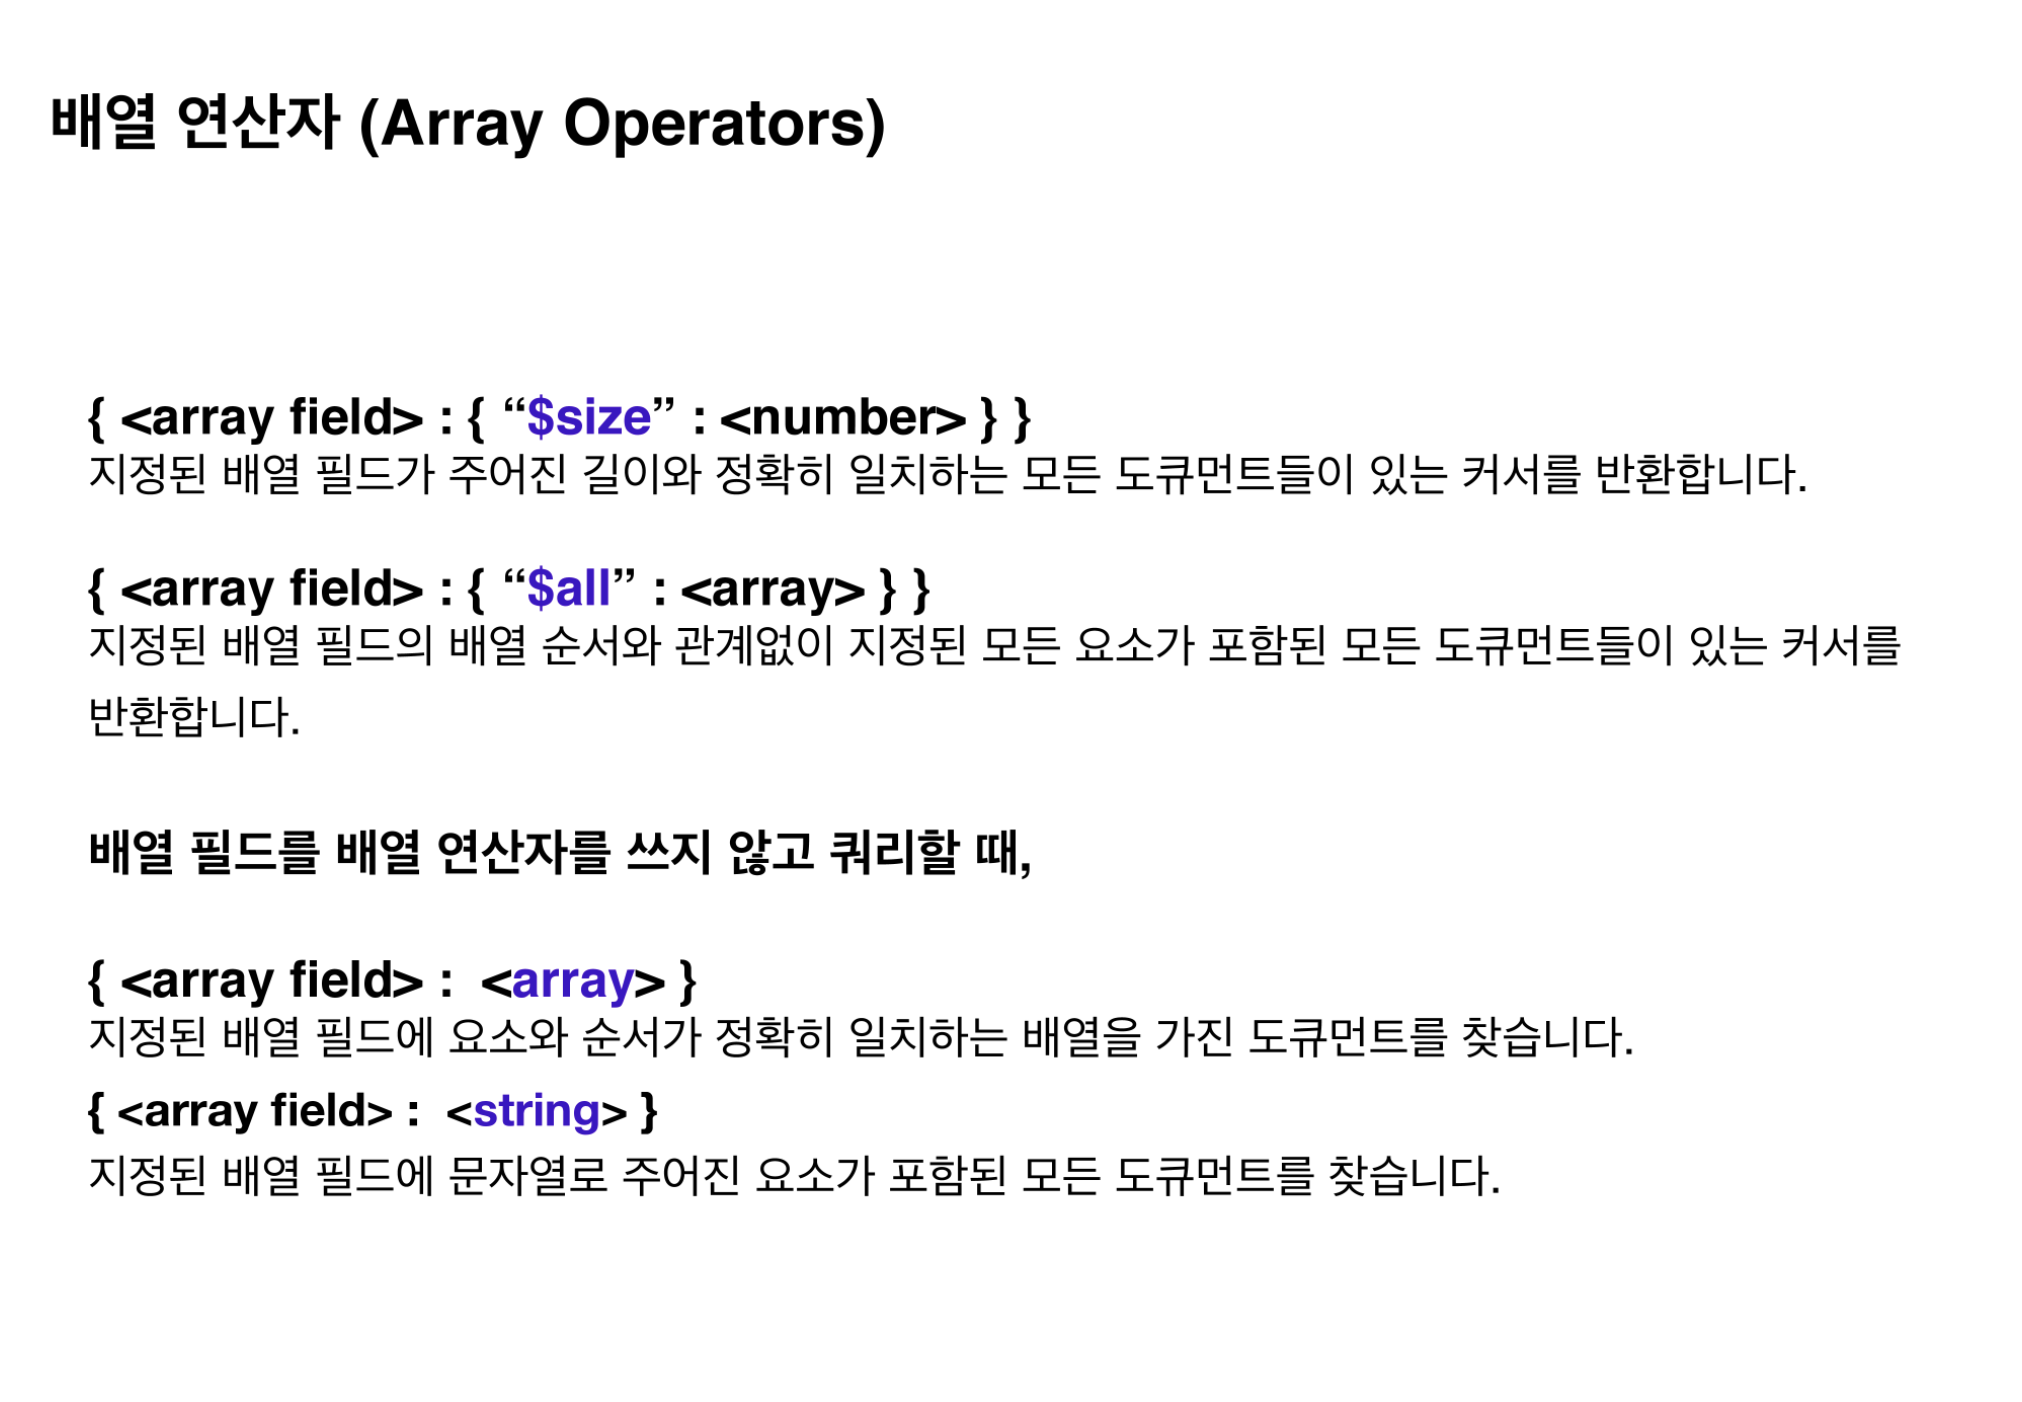 배열 연산자 (Array Operators)
{ <array field> : { “$size” : <number> } }
지정된 배열 필드가 주어진 길이와 정확히 일치하는 모든 도큐먼트들이 있는 커서를 반환합니다.
{ <array field> : { “$all” : <array> } }
지정된 배열 필드의 배열 순서와 관계없이 지정된 모든 요소가 포함된 모든 도큐먼트들이 있는 커서를
반환합니다.
배열 필드를 배열 연산자를 쓰지 않고 쿼리할 때,
{ <array field> :  <array> }
지정된 배열 필드에 요소와 순서가 정확히 일치하는 배열을 가진 도큐먼트를 찾습니다.
{ <array field> :  <string> }
지정된 배열 필드에 문자열로 주어진 요소가 포함된 모든 도큐먼트를 찾습니다.